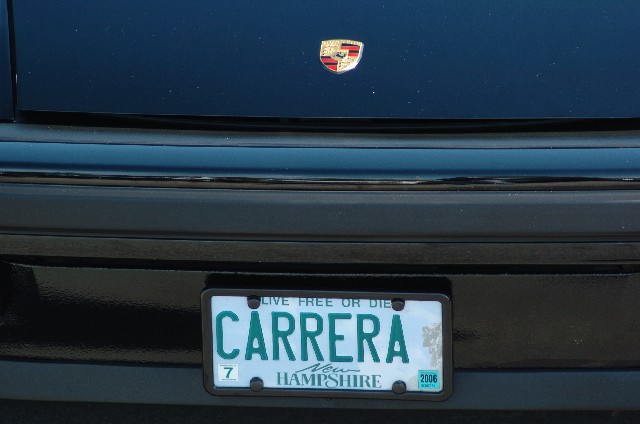 LIVE FREE OR DIE
CARRERA
7
New
2006
HAMPSHIRE